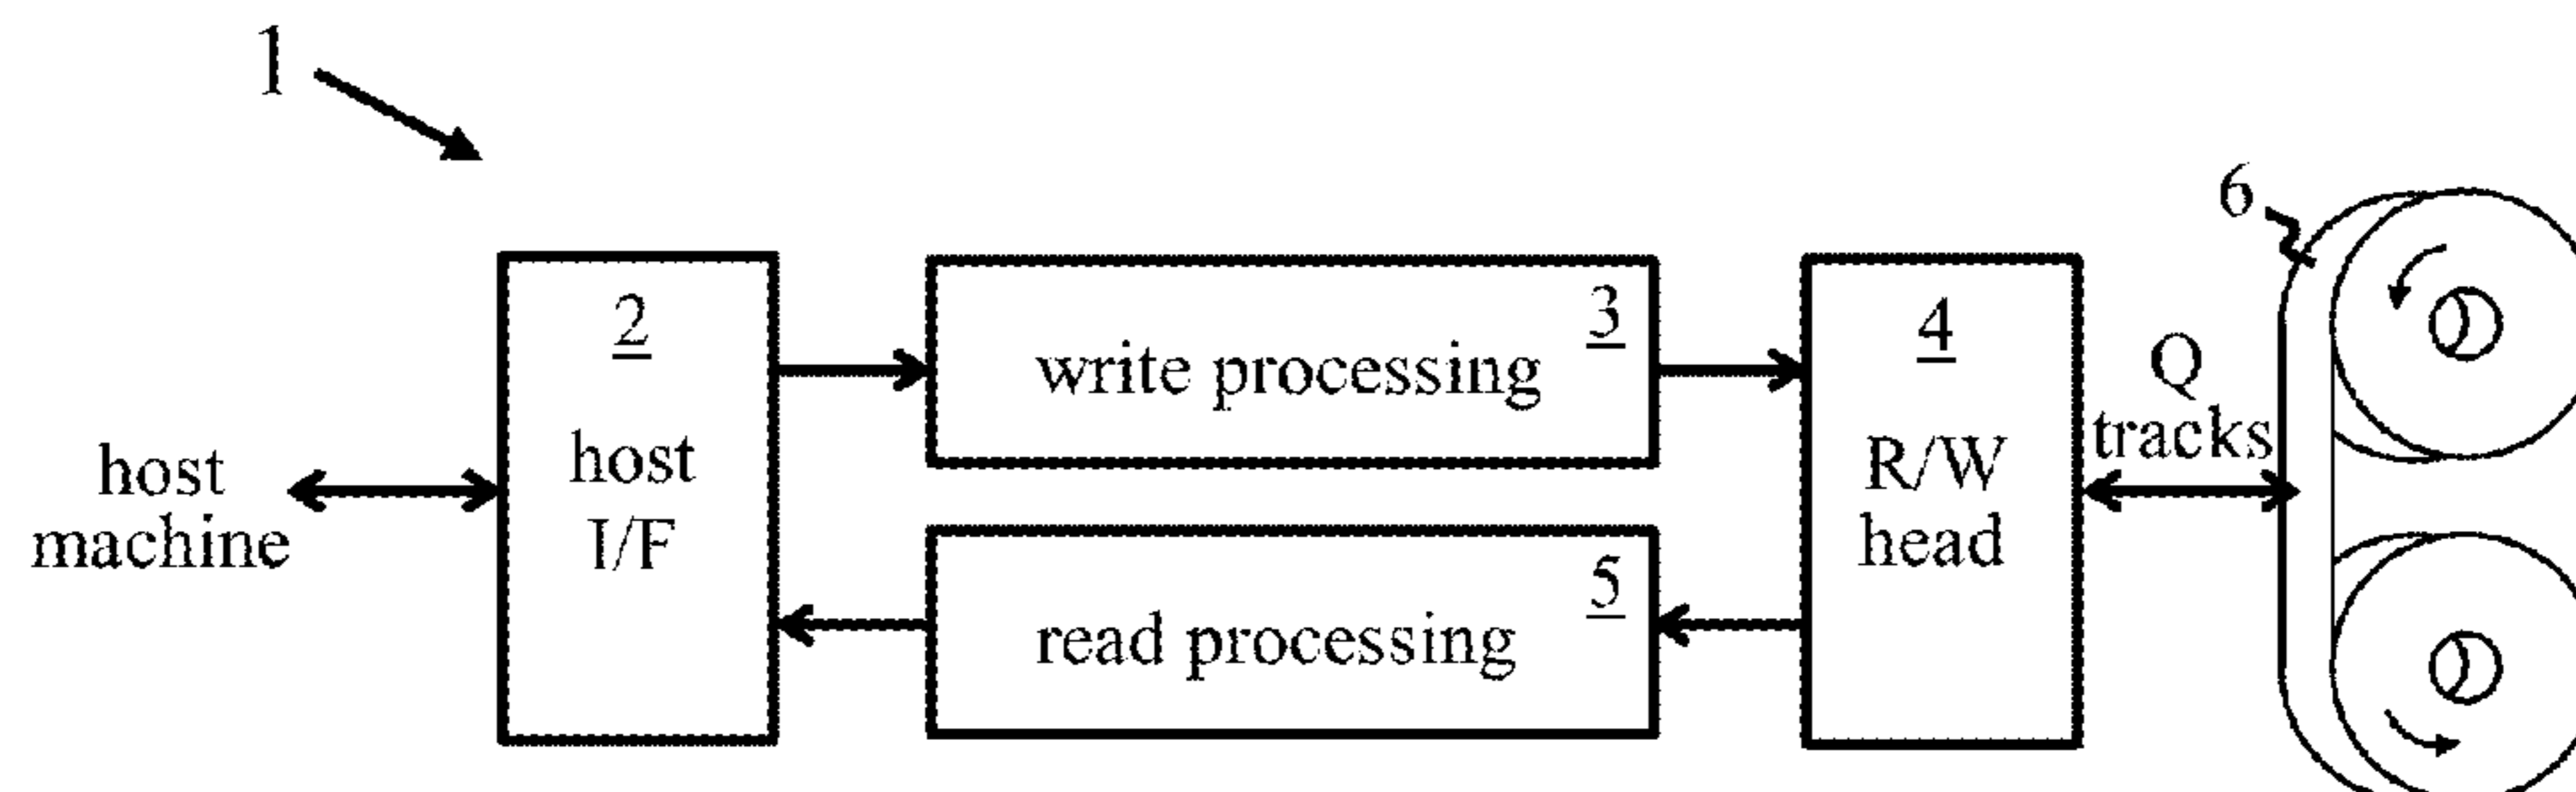 1
6
2
3
4
write processing
Q
tracks
host
I/F
R/W
head
host
machine
5
read processing